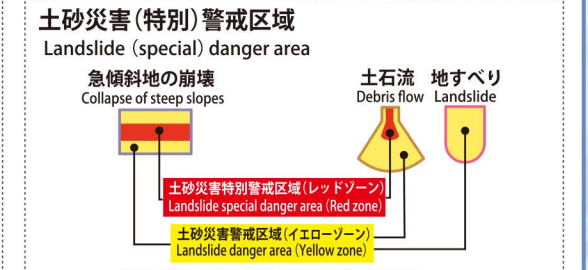 土砂災害(特別)警戒区域
Landslide (special) danger area
急傾斜地の崩壊
Collapse of steep slopes
土石流
Debris flow
地すべり
Landslide
土砂災害特別警戒区域(レッドゾーン)
Landslide special danger area (Red zone)
土砂災害警戒区域(イエローゾーン)
Landslide danger area (Yellow zone)